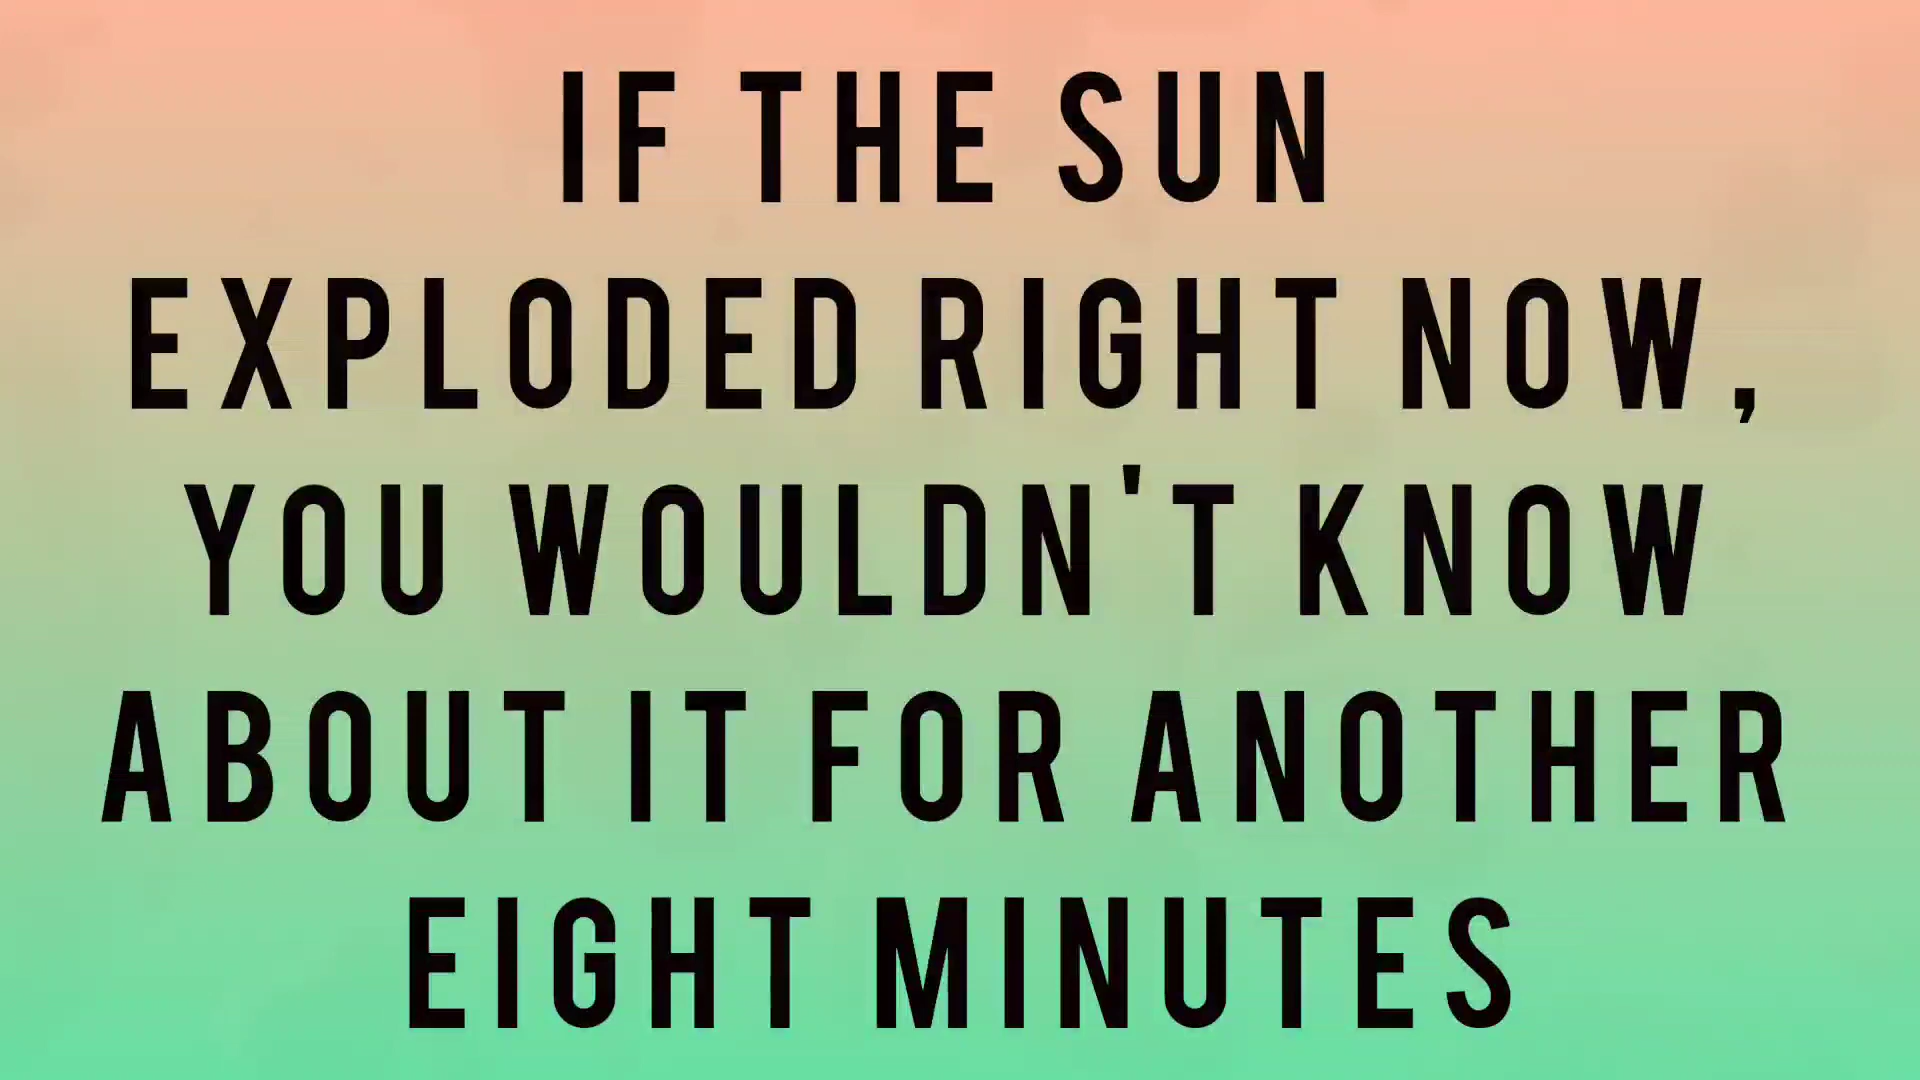 IF THE SUN
EXPLODED RIGHT NOW,
YOU WOULDN'T KNOW
ABOUT IT FOR ANOTHER
EIGHT MINUTES